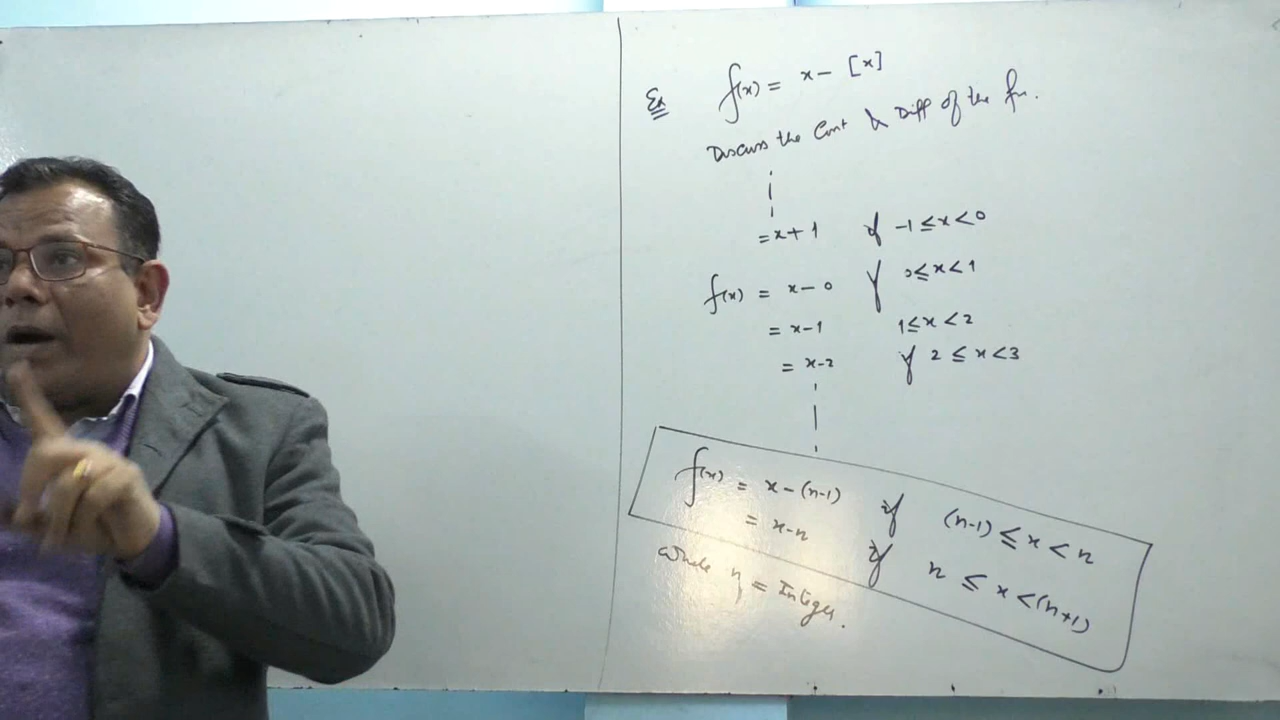 Ex f(x) = x - [x]
Discuss the Cont & Diff of the fn.
= x+1 if -1 ≤ x < 0
f(x) = x - 0 if 0 ≤ x < 1
= x-1 1 ≤ x < 2
= x-2 if 2 ≤ x < 3
f(x) = x - (n-1) if (n-1) ≤ x < n
= x-n if n ≤ x < (n+1)
where n = Integer.